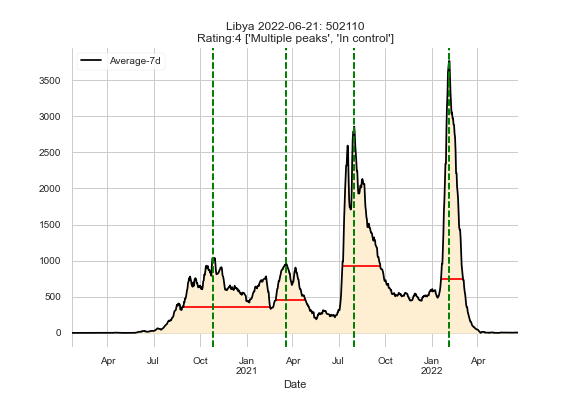 Libya 2022-06-21: 502110
Rating:4 ['Multiple peaks', 'In control']
Average-7d
3500
3000
2500
2000
1500
1000
500
0
Apr Jul Oct Jan Apr Jul Oct Jan Apr
2021 2022
Date